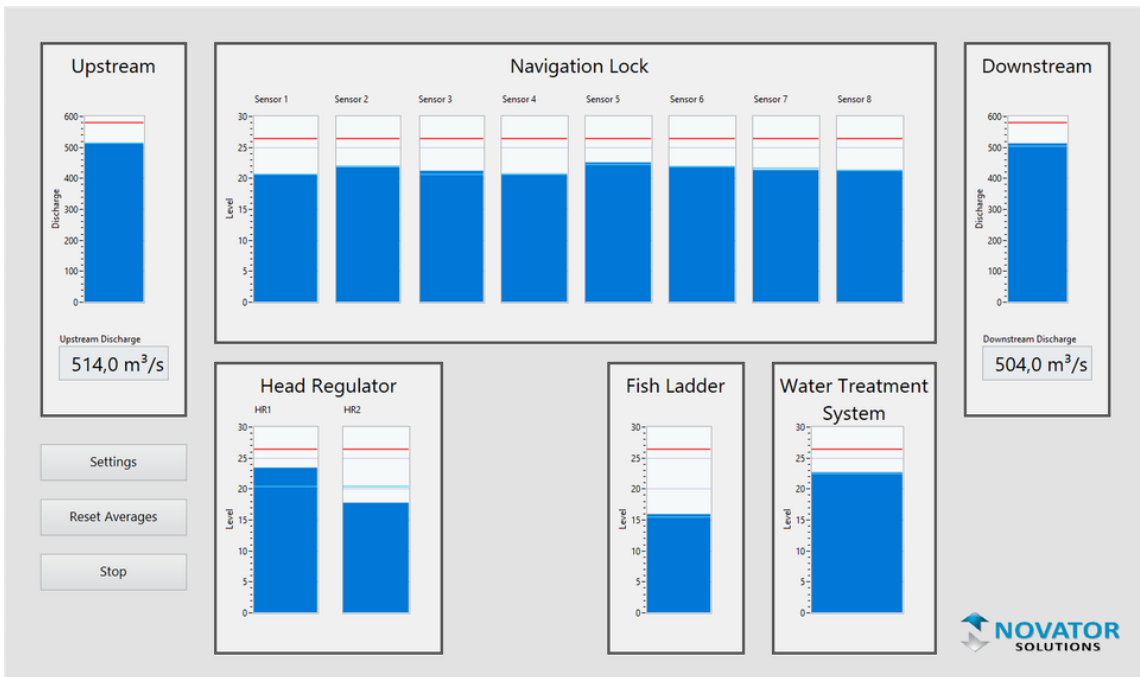 Upstream
600
500
400
300
200
100
0
Discharge
Upstream Discharge
514,0 m³/s
Navigation Lock
Sensor 1 Sensor 2 Sensor 3 Sensor 4 Sensor 5 Sensor 6 Sensor 7 Sensor 8
30
25
20
15
10
5
0
Level
Downstream
600
500
400
300
200
100
0
Discharge
Downstream Discharge
504,0 m³/s
Settings
Reset Averages
Stop
Head Regulator
HR1 HR2
30
25
20
15
10
5
0
Level
Fish Ladder
30
25
20
15
10
5
0
Level
Water Treatment
System
30
25
20
15
10
5
0
Level
NOVATOR
SOLUTIONS